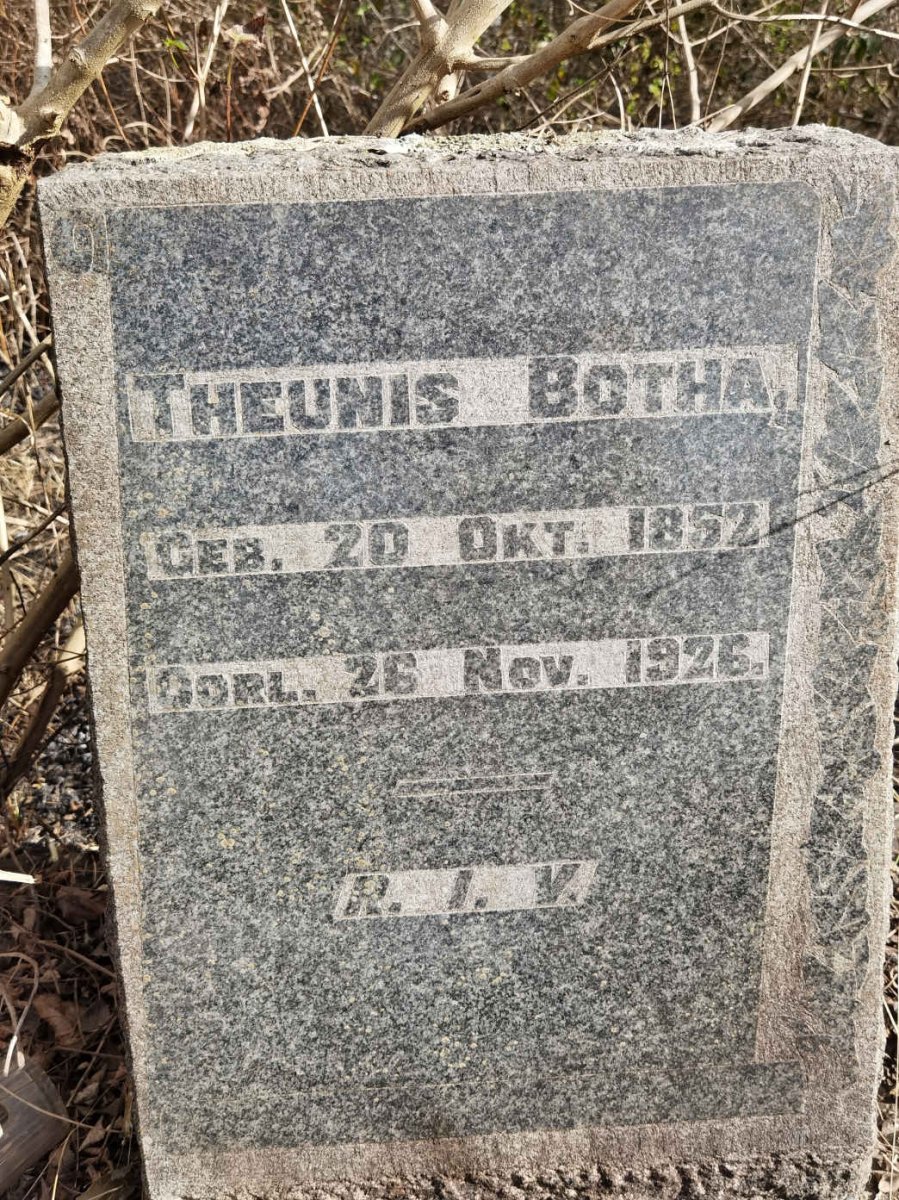 THEUNIS BOTHA.
GEB. 20 OKT. 1852
OORL. 26 NOV. 1926.
R. I. V.